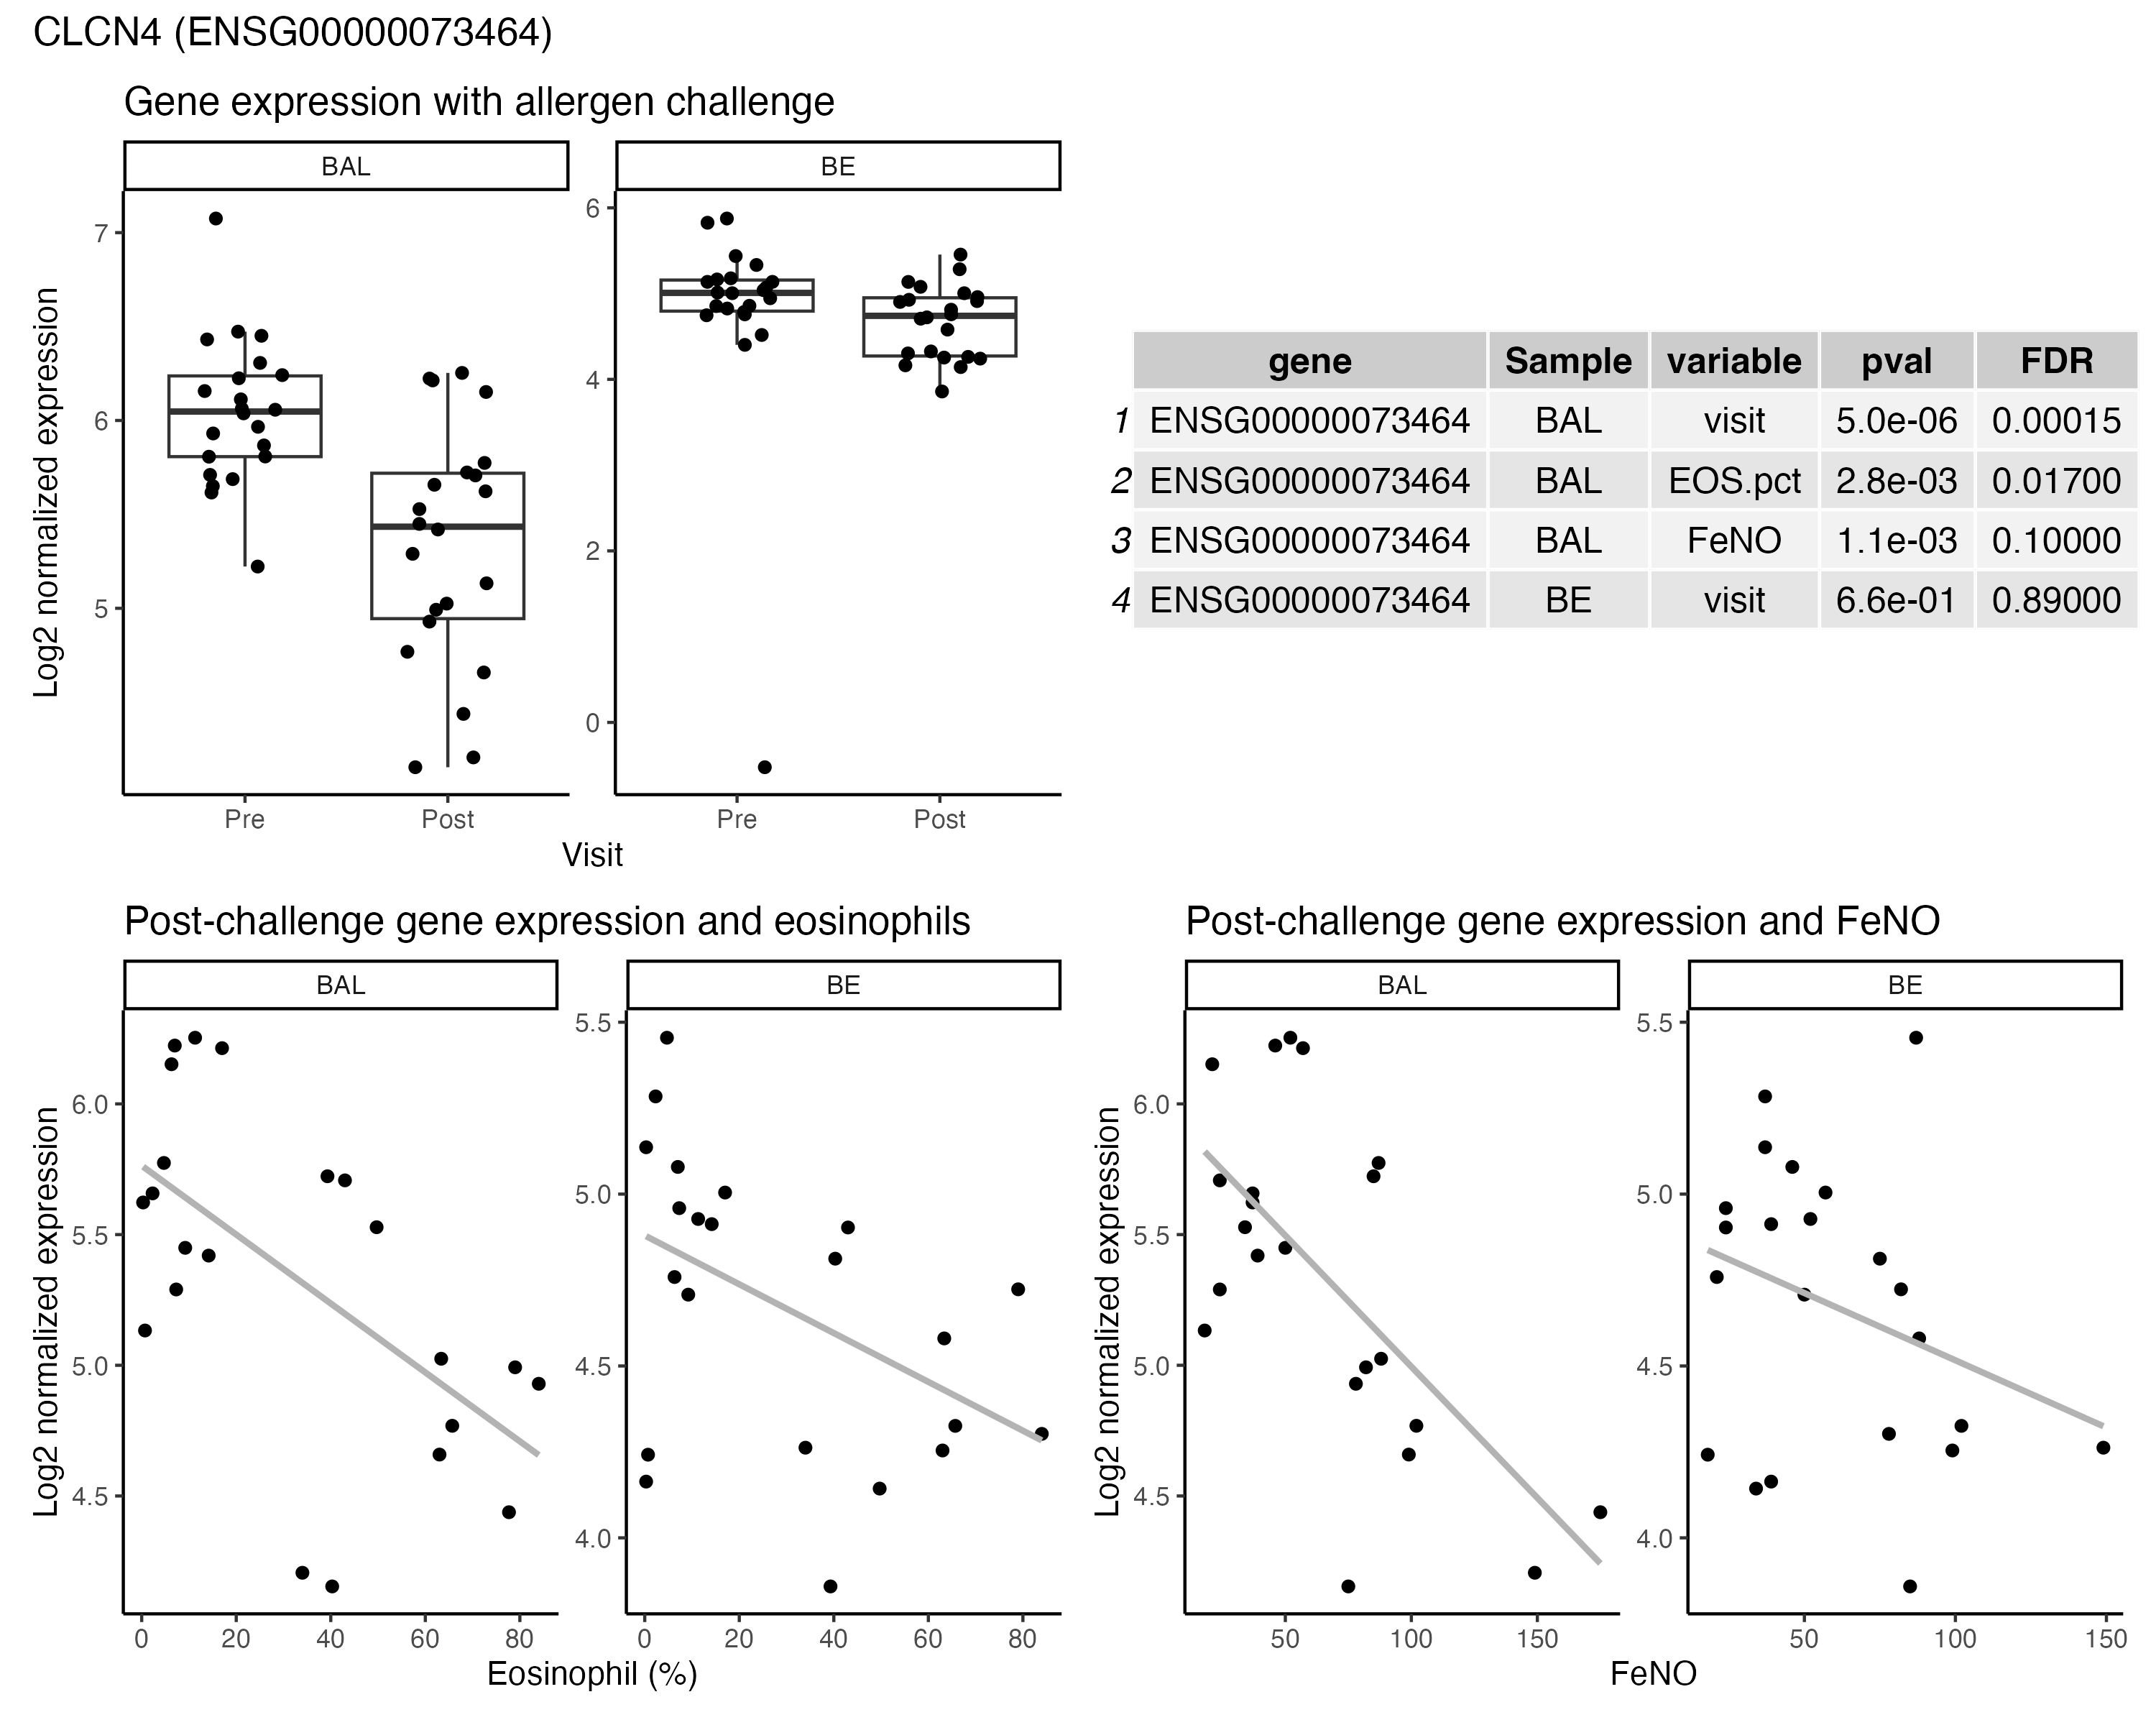 CLCN4 (ENSG00000073464)
Gene expression with allergen challenge
BAL
BE
Log2 normalized expression
7
6
5
6
4
2
0
Pre
Post
Pre
Post
Visit
gene Sample variable pval FDR
1 ENSG00000073464 BAL visit 5.0e-06 0.00015
2 ENSG00000073464 BAL EOS.pct 2.8e-03 0.01700
3 ENSG00000073464 BAL FeNO 1.1e-03 0.10000
4 ENSG00000073464 BE visit 6.6e-01 0.89000
Post-challenge gene expression and eosinophils
BAL
BE
Log2 normalized expression
6.0
5.5
5.0
4.5
5.5
5.0
4.5
4.0
0 20 40 60 80
0 20 40 60 80
Eosinophil (%)
Post-challenge gene expression and FeNO
BAL
BE
Log2 normalized expression
6.0
5.5
5.0
4.5
5.5
5.0
4.5
4.0
50 100 150
50 100 150
FeNO